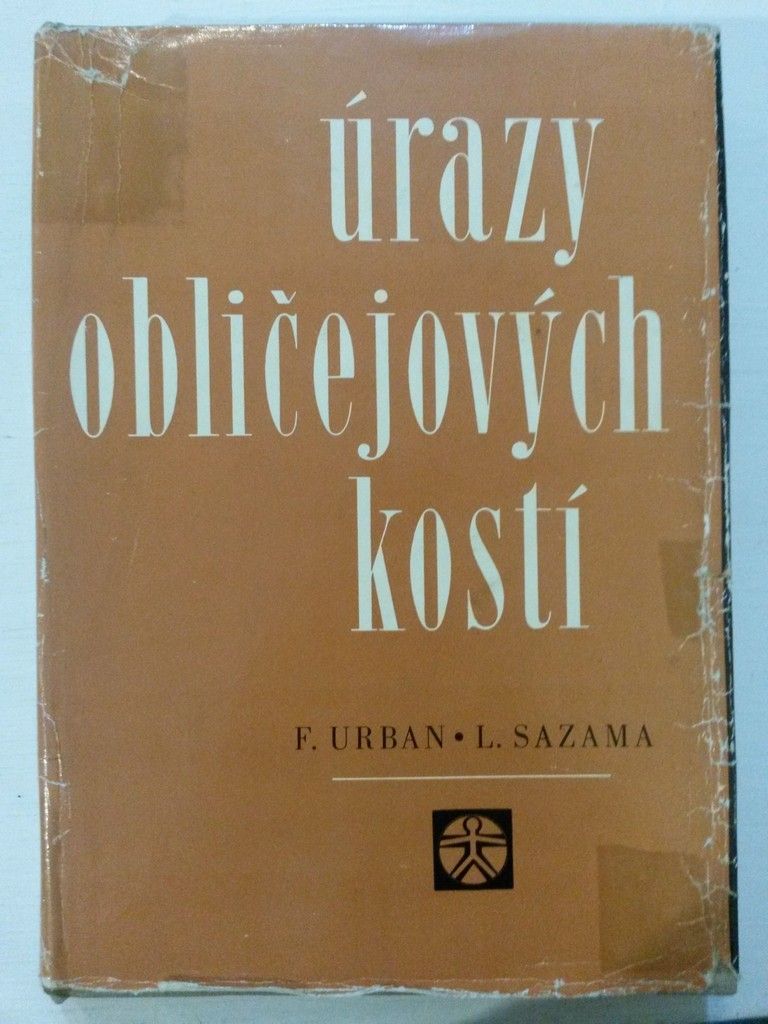 úrazy
obličejových
kostí
F. URBAN • L. SAZAMA